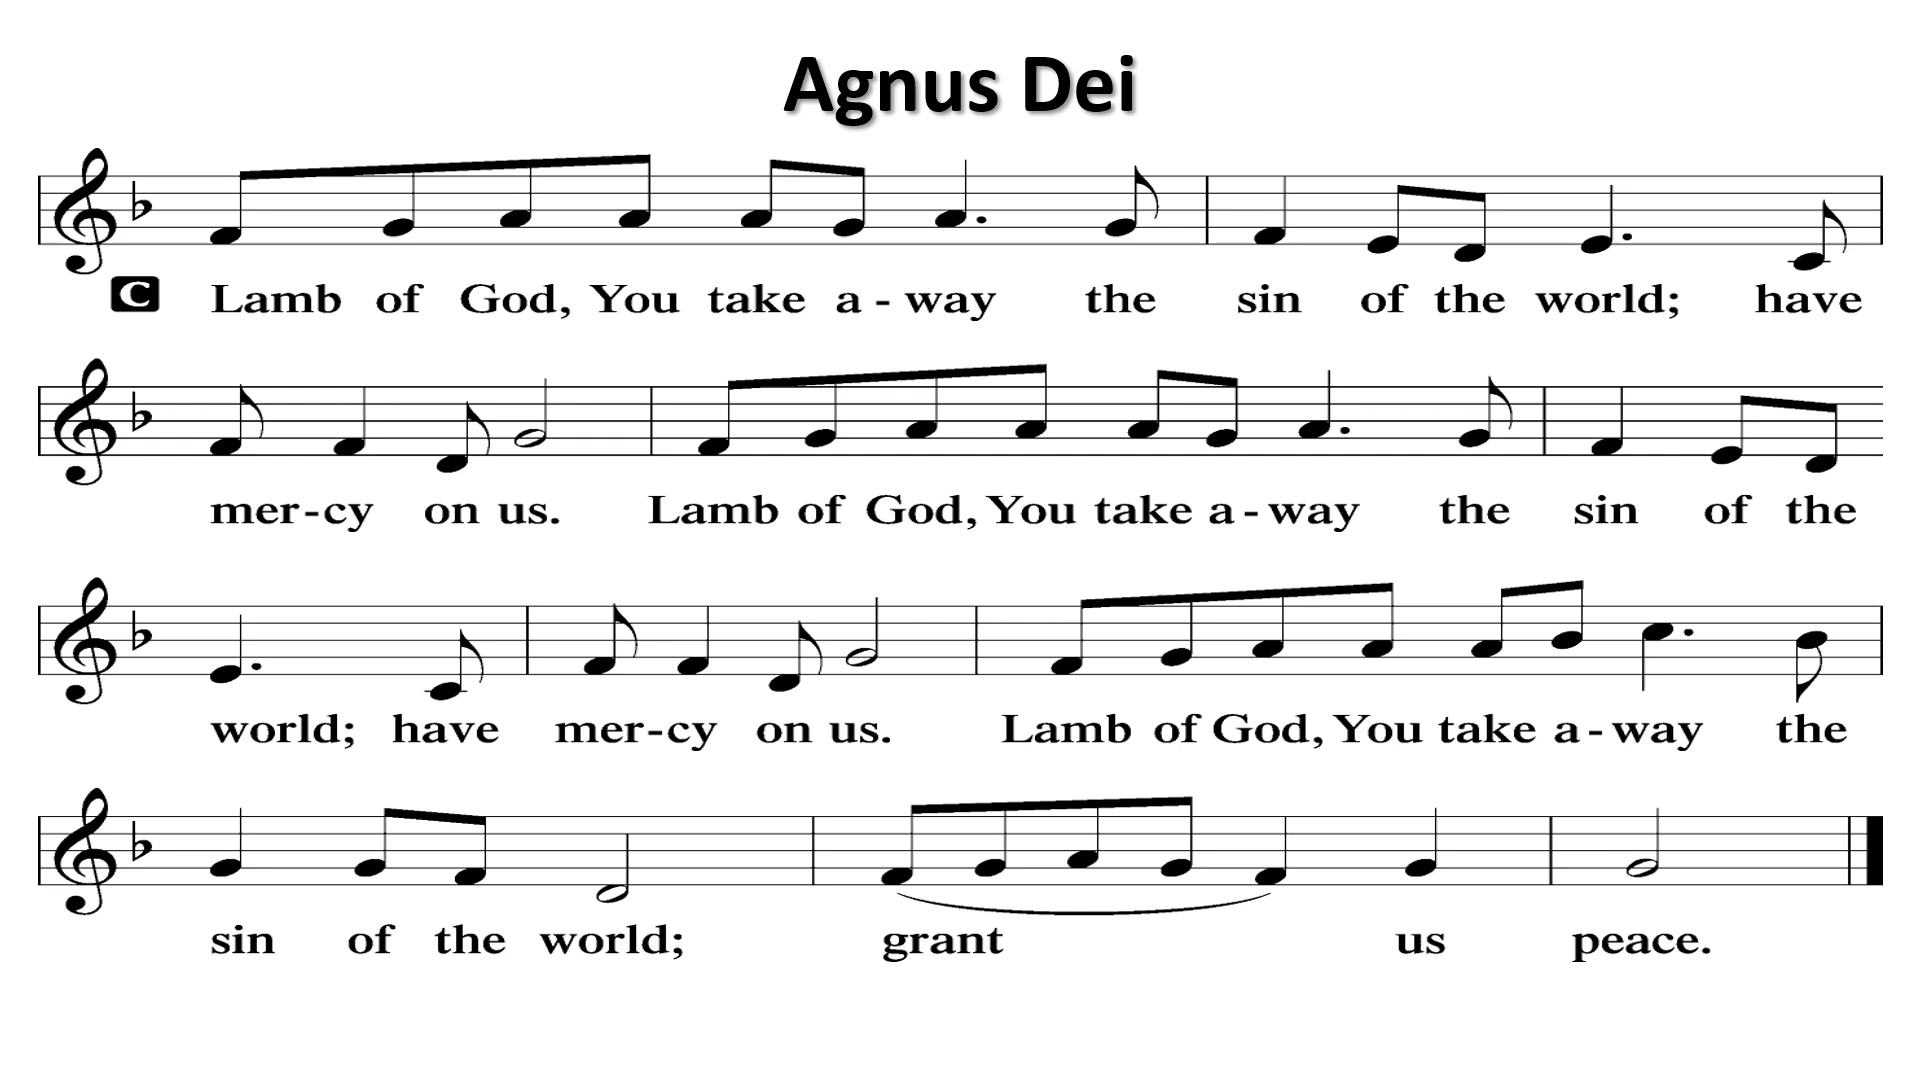 Agnus Dei
C Lamb of God, You take a - way the sin of the world; have
mer - cy on us. Lamb of God, You take a - way the sin of the
world; have mer - cy on us. Lamb of God, You take a - way the
sin of the world; grant us peace.